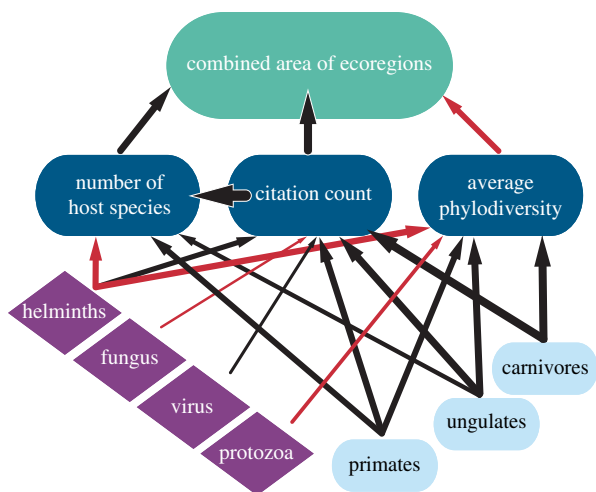 combined area of ecoregions
number of
host species
citation count
average
phylodiversity
helminths
fungus
virus
protozoa
carnivores
ungulates
primates